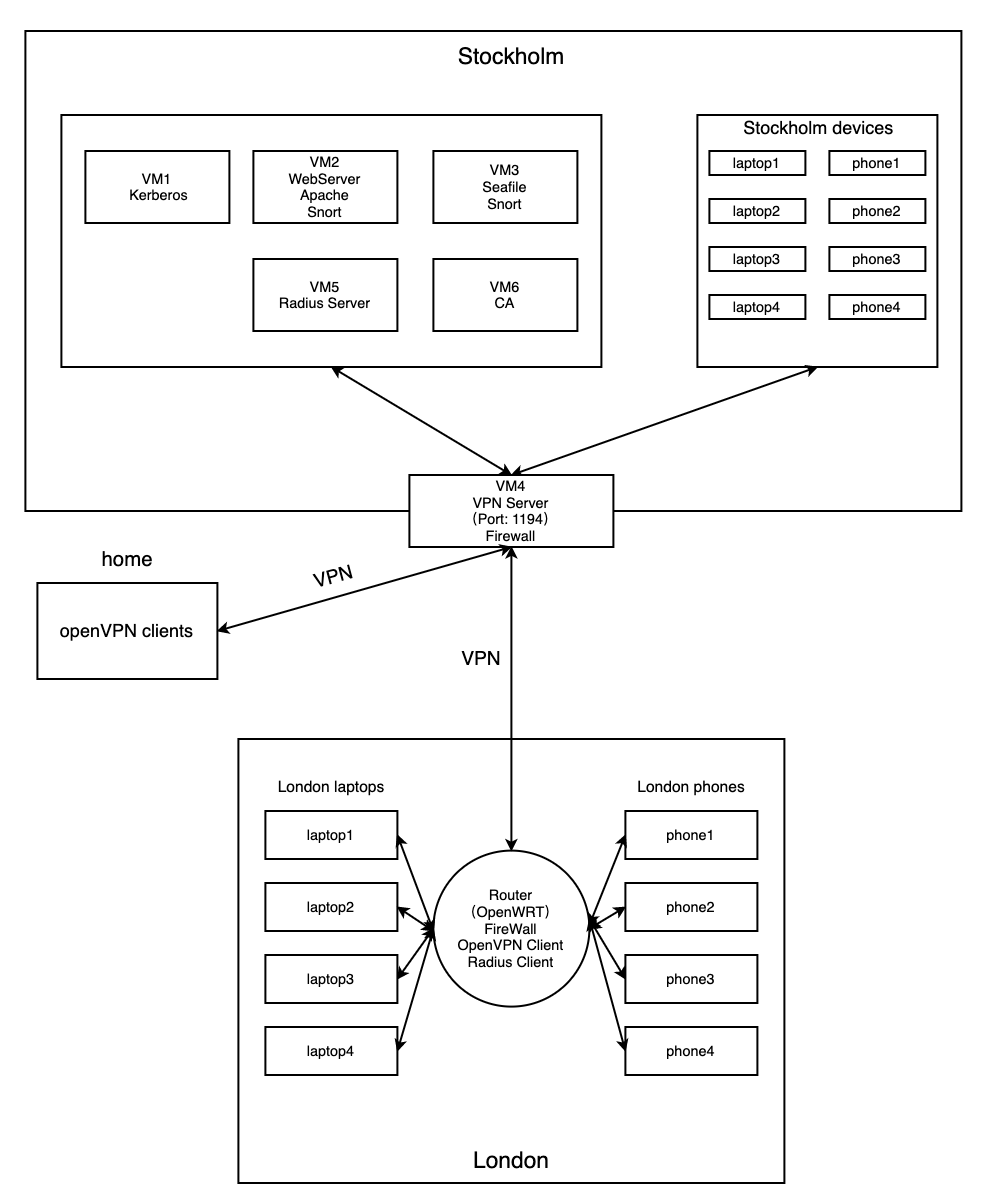 Stockholm
VM1
Kerberos
VM2
WebServer
Apache
Snort
VM3
Seafile
Snort
VM5
Radius Server
VM6
CA
Stockholm devices
laptop1
phone1
laptop2
phone2
laptop3
phone3
laptop4
phone4
VM4
VPN Server
(Port: 1194)
Firewall
home
openVPN clients
VPN
VPN
London laptops
laptop1
laptop2
laptop3
laptop4
Router
(OpenWRT)
FireWall
OpenVPN Client
Radius Client
London phones
phone1
phone2
phone3
phone4
London